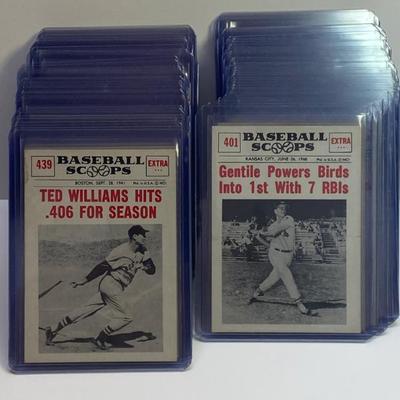 439
BASEBALL
SCOOPS
EXTRA
BOSTON, SEPT. 28, 1941
TED WILLIAMS HITS
.406 FOR SEASON
401
BASEBALL
SCOOPS
EXTRA
KANSAS CITY, JUNE 26, 1960
Gentile Powers Birds
Into 1st With 7 RBIs